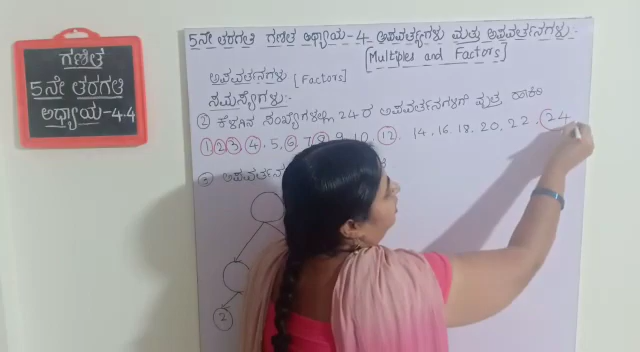 ಗಣಿತ
5ನೇ ತರಗತಿ
ಅಧ್ಯಾಯ-4.4
5ನೇ ತರಗತಿ ಗಣಿತ ಅಧ್ಯಾಯ-4 ಅಪವರ್ತ್ಯಗಳು ಮತ್ತು ಅಪವರ್ತನಗಳು:-
[Multiples and Factors]
ಅಪವರ್ತನಗಳು [Factors]
ಸಮಸ್ಯೆಗಳು:-
② ಕೆಳಗಿನ ಸಂಖ್ಯೆಗಳಲ್ಲಿ 24 ರ ಅಪವರ್ತನಗಳಿಗೆ ವೃತ್ತ ಹಾಕಿರಿ
1 2 3, 4, 5, 6 7 8 9 10, 12, 14, 16, 18, 20, 22, 24
③
2